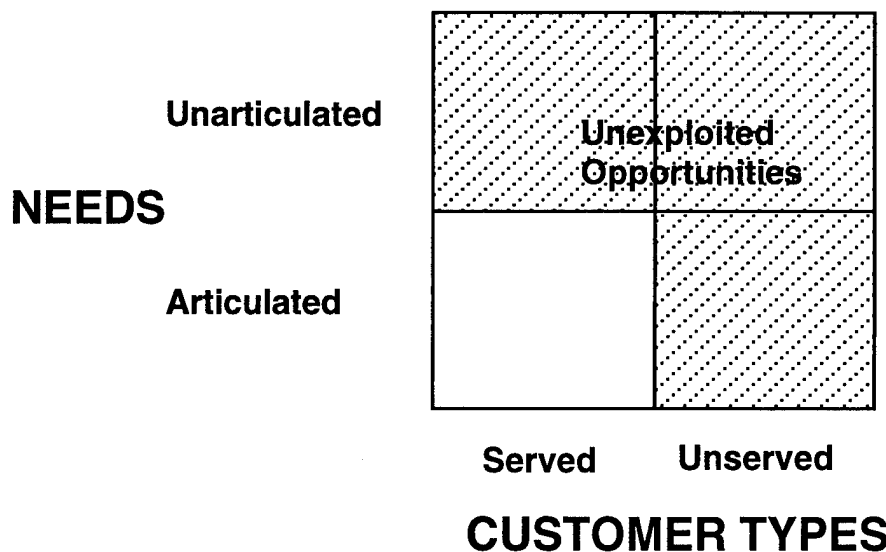 Unarticulated
Unexploited
Opportunities
NEEDS
Articulated
Served
Unserved
CUSTOMER TYPES